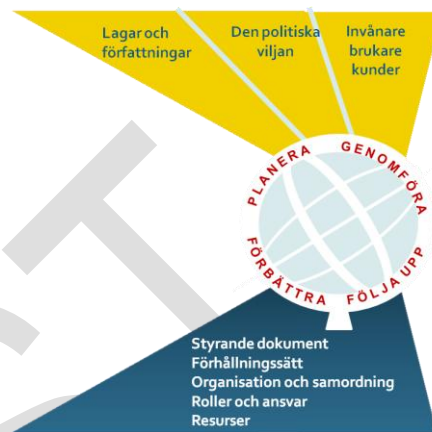 Lagar och
författningar
Den politiska
viljan
Invånare
brukare
kunder
PLANERA
GENOMFÖRA
FÖRBÄTTRA
FÖLJA UPP
Styrande dokument
Förhållningssätt
Organisation och samordning
Roller och ansvar
Resurser